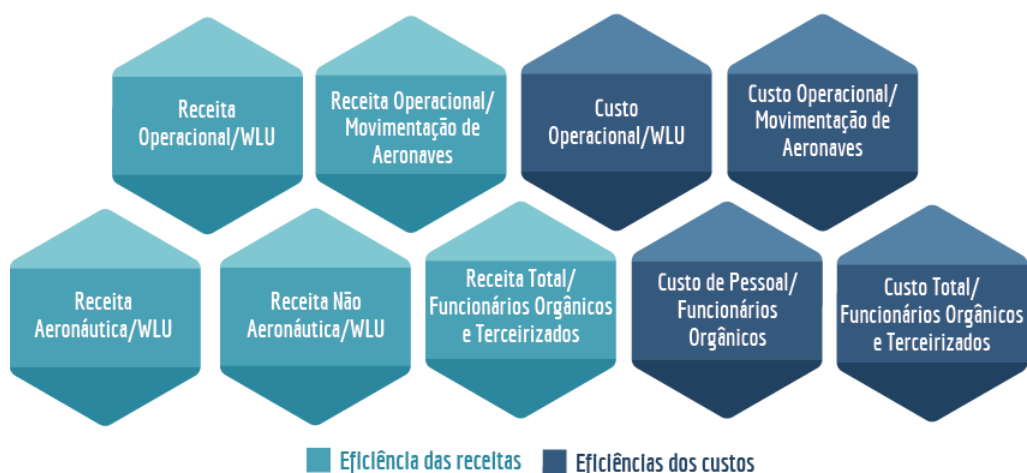 Receita
Operacional/WLU
Receita Operacional/
Movimentação de
Aeronaves
Custo
Operacional/WLU
Custo Operacional/
Movimentação de
Aeronaves
Receita
Aeronáutica/WLU
Receita Não
Aeronáutica/WLU
Receita Total/
Funcionários Orgânicos
e Terceirizados
Custo de Pessoal/
Funcionários
Orgânicos
Custo Total/
Funcionários Orgânicos
e Terceirizados
Eficiência das receitas
Eficiências dos custos